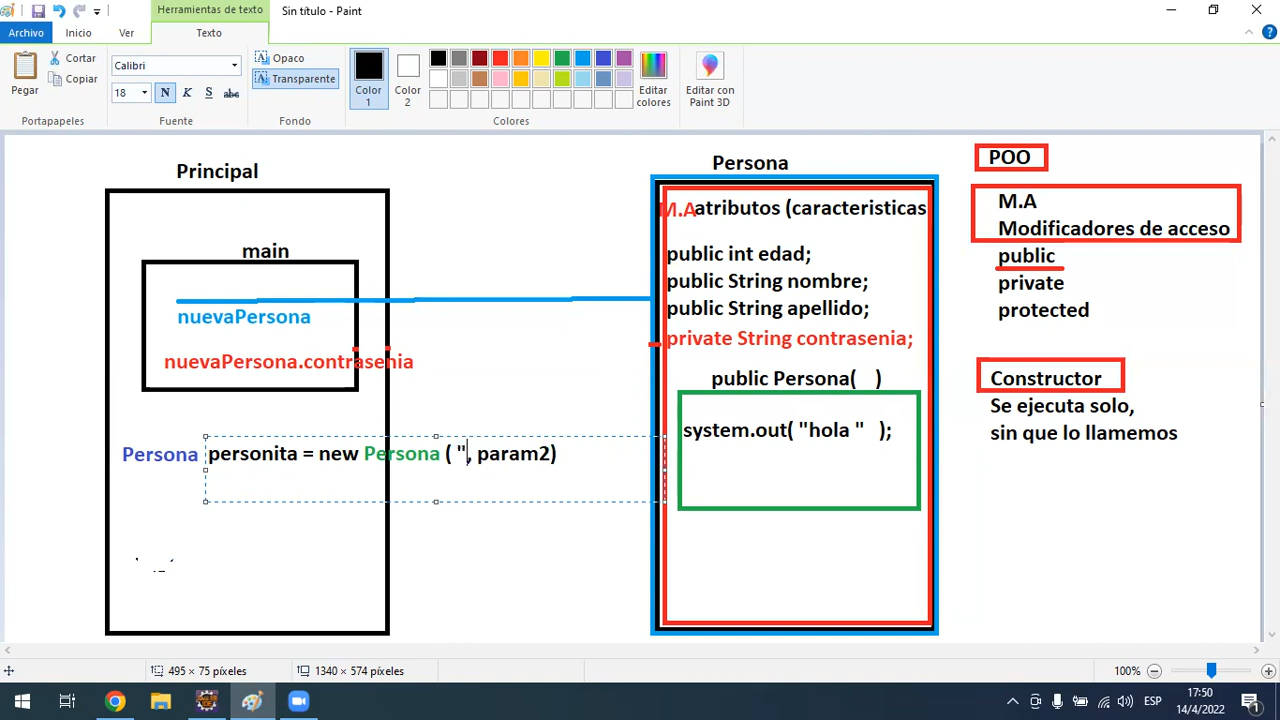 Herramientas de texto
Sin título - Paint
Archivo
Inicio
Ver
Texto
Pegar
Cortar
Copiar
Portapapeles
Calibri
18
N K S abc
Fuente
Opaco
Transparente
Fondo
Color 1
Color 2
Editar colores
Colores
Editar con Paint 3D
Principal
main
nuevaPersona
nuevaPersona.contrasenia
Persona personita = new Persona ( ", param2)
Persona
M.A atributos (caracteristicas
public int edad;
public String nombre;
public String apellido;
private String contrasenia;
public Persona( )
system.out( "hola " );
POO
M.A
Modificadores de acceso
public
private
protected
Constructor
Se ejecuta solo,
sin que lo llamemos
495 × 75 píxeles
1340 × 574 píxeles
100%
ESP
17:50
14/4/2022
1